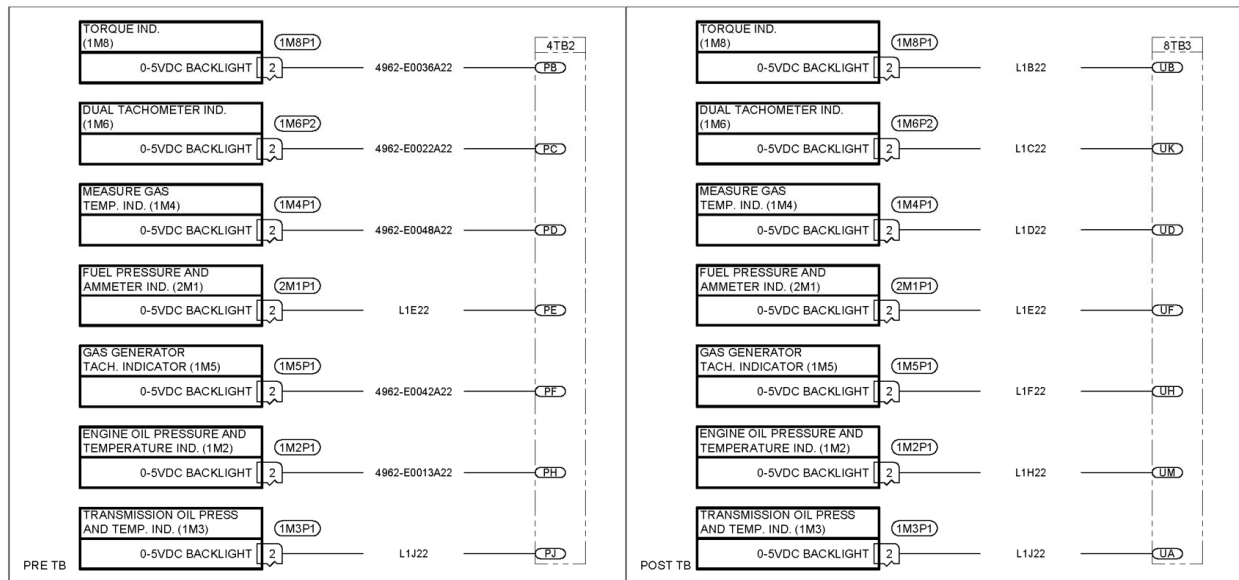 TORQUE IND.
(1M8)
1M8P1
4TB2
0-5VDC BACKLIGHT 2 4962-E0036A22 PB
DUAL TACHOMETER IND.
(1M6)
1M6P2
0-5VDC BACKLIGHT 2 4962-E0022A22 PC
MEASURE GAS
TEMP. IND. (1M4)
1M4P1
0-5VDC BACKLIGHT 2 4962-E0048A22 PD
FUEL PRESSURE AND
AMMETER IND. (2M1)
2M1P1
0-5VDC BACKLIGHT 2 L1E22 PE
GAS GENERATOR
TACH. INDICATOR (1M5)
1M5P1
0-5VDC BACKLIGHT 2 4962-E0042A22 PF
ENGINE OIL PRESSURE AND
TEMPERATURE IND. (1M2)
1M2P1
0-5VDC BACKLIGHT 2 4962-E0013A22 PH
TRANSMISSION OIL PRESS
AND TEMP. IND. (1M3)
1M3P1
0-5VDC BACKLIGHT 2 L1J22 PJ
PRE TB
TORQUE IND.
(1M8)
1M8P1
8TB3
0-5VDC BACKLIGHT 2 L1B22 UB
DUAL TACHOMETER IND.
(1M6)
1M6P2
0-5VDC BACKLIGHT 2 L1C22 UK
MEASURE GAS
TEMP. IND. (1M4)
1M4P1
0-5VDC BACKLIGHT 2 L1D22 UD
FUEL PRESSURE AND
AMMETER IND. (2M1)
2M1P1
0-5VDC BACKLIGHT 2 L1E22 UF
GAS GENERATOR
TACH. INDICATOR (1M5)
1M5P1
0-5VDC BACKLIGHT 2 L1F22 UH
ENGINE OIL PRESSURE AND
TEMPERATURE IND. (1M2)
1M2P1
0-5VDC BACKLIGHT 2 L1H22 UM
TRANSMISSION OIL PRESS
AND TEMP. IND. (1M3)
1M3P1
0-5VDC BACKLIGHT 2 L1J22 UA
POST TB